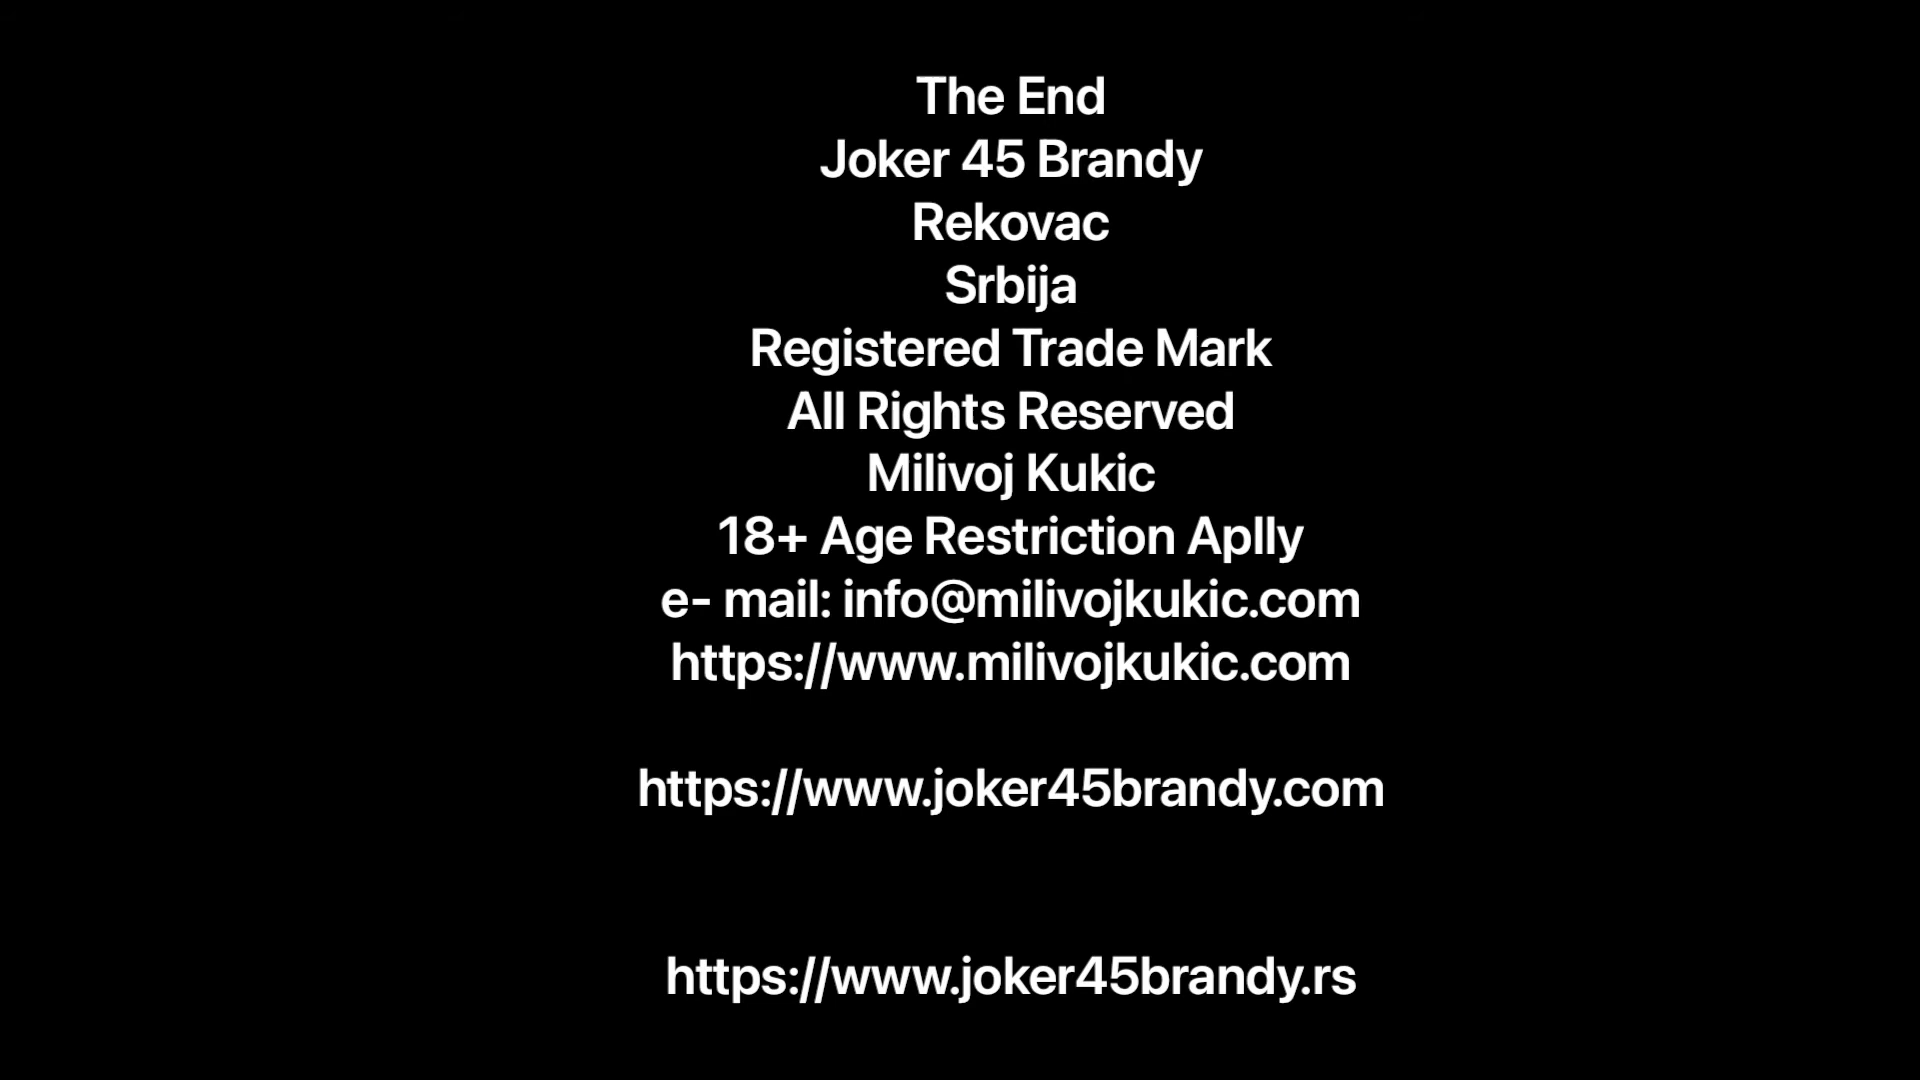 The End
Joker 45 Brandy
Rekovac
Srbija
Registered Trade Mark
All Rights Reserved
Milivoj Kukic
18+ Age Restriction Aplly
e- mail: info@milivojkukic.com
https://www.milivojkukic.com
https://www.joker45brandy.com
https://www.joker45brandy.rs